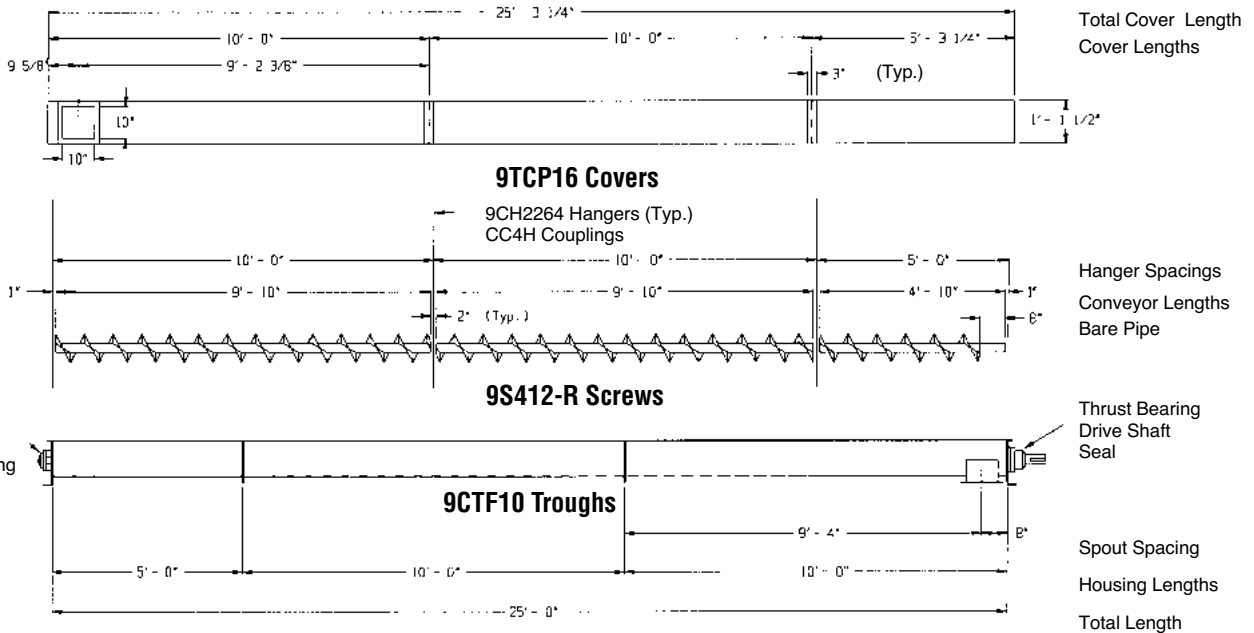 25' - 3 1/4"
Total Cover Length
10' - 0" 10' - 0" 5' - 3 1/4"
Cover Lengths
9 5/8" 9' - 2 3/8" 3" (Typ.)
10" 1' - 1 1/2"
10"
9TCP16 Covers
9CH2264 Hangers (Typ.)
CC4H Couplings
10' - 0" 10' - 0" 5' - 0"
Hanger Spacings
1" 9' - 10" 9' - 10" 4' - 10" 1"
Conveyor Lengths
2" (Typ.)
Bare Pipe
9S412-R Screws
Thrust Bearing
Drive Shaft
Seal
9CTF10 Troughs
9' - 4" 8"
Spout Spacing
5' - 0" 10' - 0" 10' - 0"
Housing Lengths
25' - 0"
Total Length